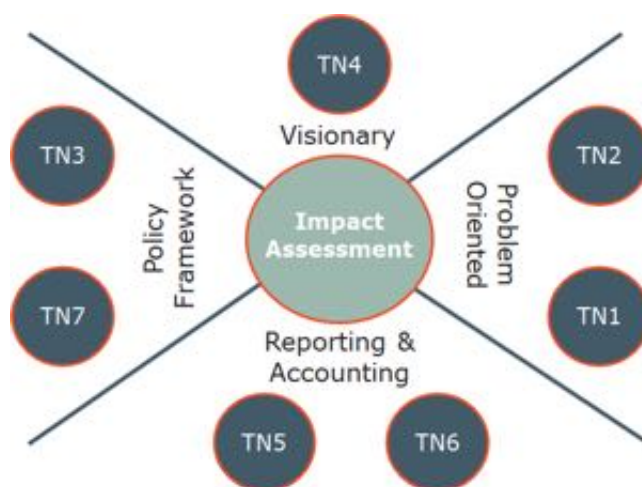 TN4
Visionary
TN3
TN2
Policy
Framework
Impact
Assessment
Problem
Oriented
TN7
TN1
Reporting &
Accounting
TN5
TN6